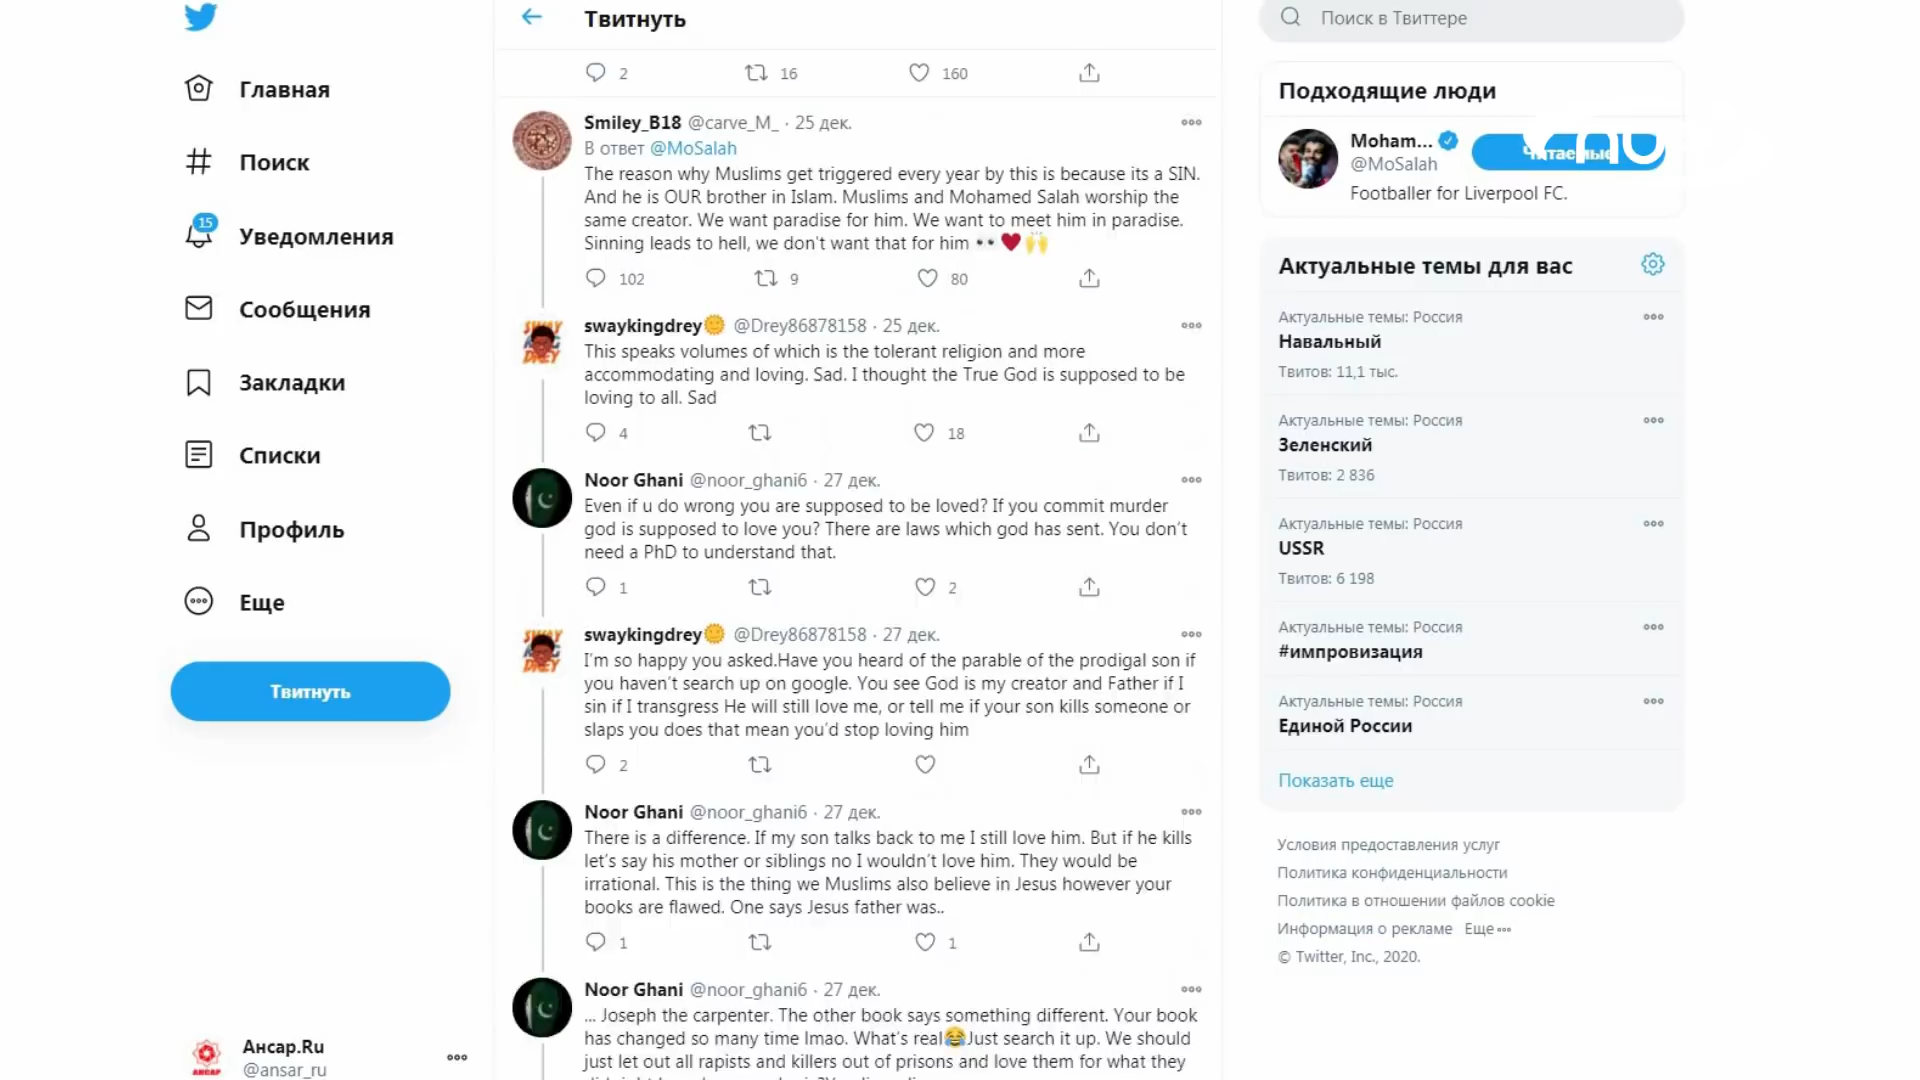 Твитнуть
Поиск в Твиттере
Главная
Поиск
15
Уведомления
Сообщения
Закладки
Списки
Профиль
Еще
Твитнуть
Ансар.Ru
@ansar_ru
АНСАР
2 16 160
Smiley_B18 @carve_M_ · 25 дек.
В ответ @MoSalah
The reason why Muslims get triggered every year by this is because its a SIN.
And he is OUR brother in Islam. Muslims and Mohamed Salah worship the
same creator. We want paradise for him. We want to meet him in paradise.
Sinning leads to hell, we don't want that for him 👀❤️🙌
102 9 80
swaykingdrey🌞 @Drey86878158 · 25 дек.
This speaks volumes of which is the tolerant religion and more
accommodating and loving. Sad. I thought the True God is supposed to be
loving to all. Sad
4 18
Noor Ghani @noor_ghani6 · 27 дек.
Even if u do wrong you are supposed to be loved? If you commit murder
god is supposed to love you? There are laws which god has sent. You don't
need a PhD to understand that.
1 2
swaykingdrey🌞 @Drey86878158 · 27 дек.
I'm so happy you asked.Have you heard of the parable of the prodigal son if
you haven't search up on google. You see God is my creator and Father if I
sin if I transgress He will still love me, or tell me if your son kills someone or
slaps you does that mean you'd stop loving him
2
Noor Ghani @noor_ghani6 · 27 дек.
There is a difference. If my son talks back to me I still love him. But if he kills
let's say his mother or siblings no I wouldn't love him. They would be
irrational. This is the thing we Muslims also believe in Jesus however your
books are flawed. One says Jesus father was..
1 1
Noor Ghani @noor_ghani6 · 27 дек.
... Joseph the carpenter. The other book says something different. Your book
has changed so many time lmao. What's real😂Just search it up. We should
just let out all rapists and killers out of prisons and love them for what they
Подходящие люди
Moham...
@MoSalah
Читаемые
Footballer for Liverpool FC.
Актуальные темы для вас
Актуальные темы: Россия
Навальный
Твитов: 11,1 тыс.
Актуальные темы: Россия
Зеленский
Твитов: 2 836
Актуальные темы: Россия
USSR
Твитов: 6 198
Актуальные темы: Россия
#импровизация
Актуальные темы: Россия
Единой России
Показать еще
Условия предоставления услуг
Политика конфиденциальности
Политика в отношении файлов cookie
Информация о рекламе Еще
© Twitter, Inc., 2020.